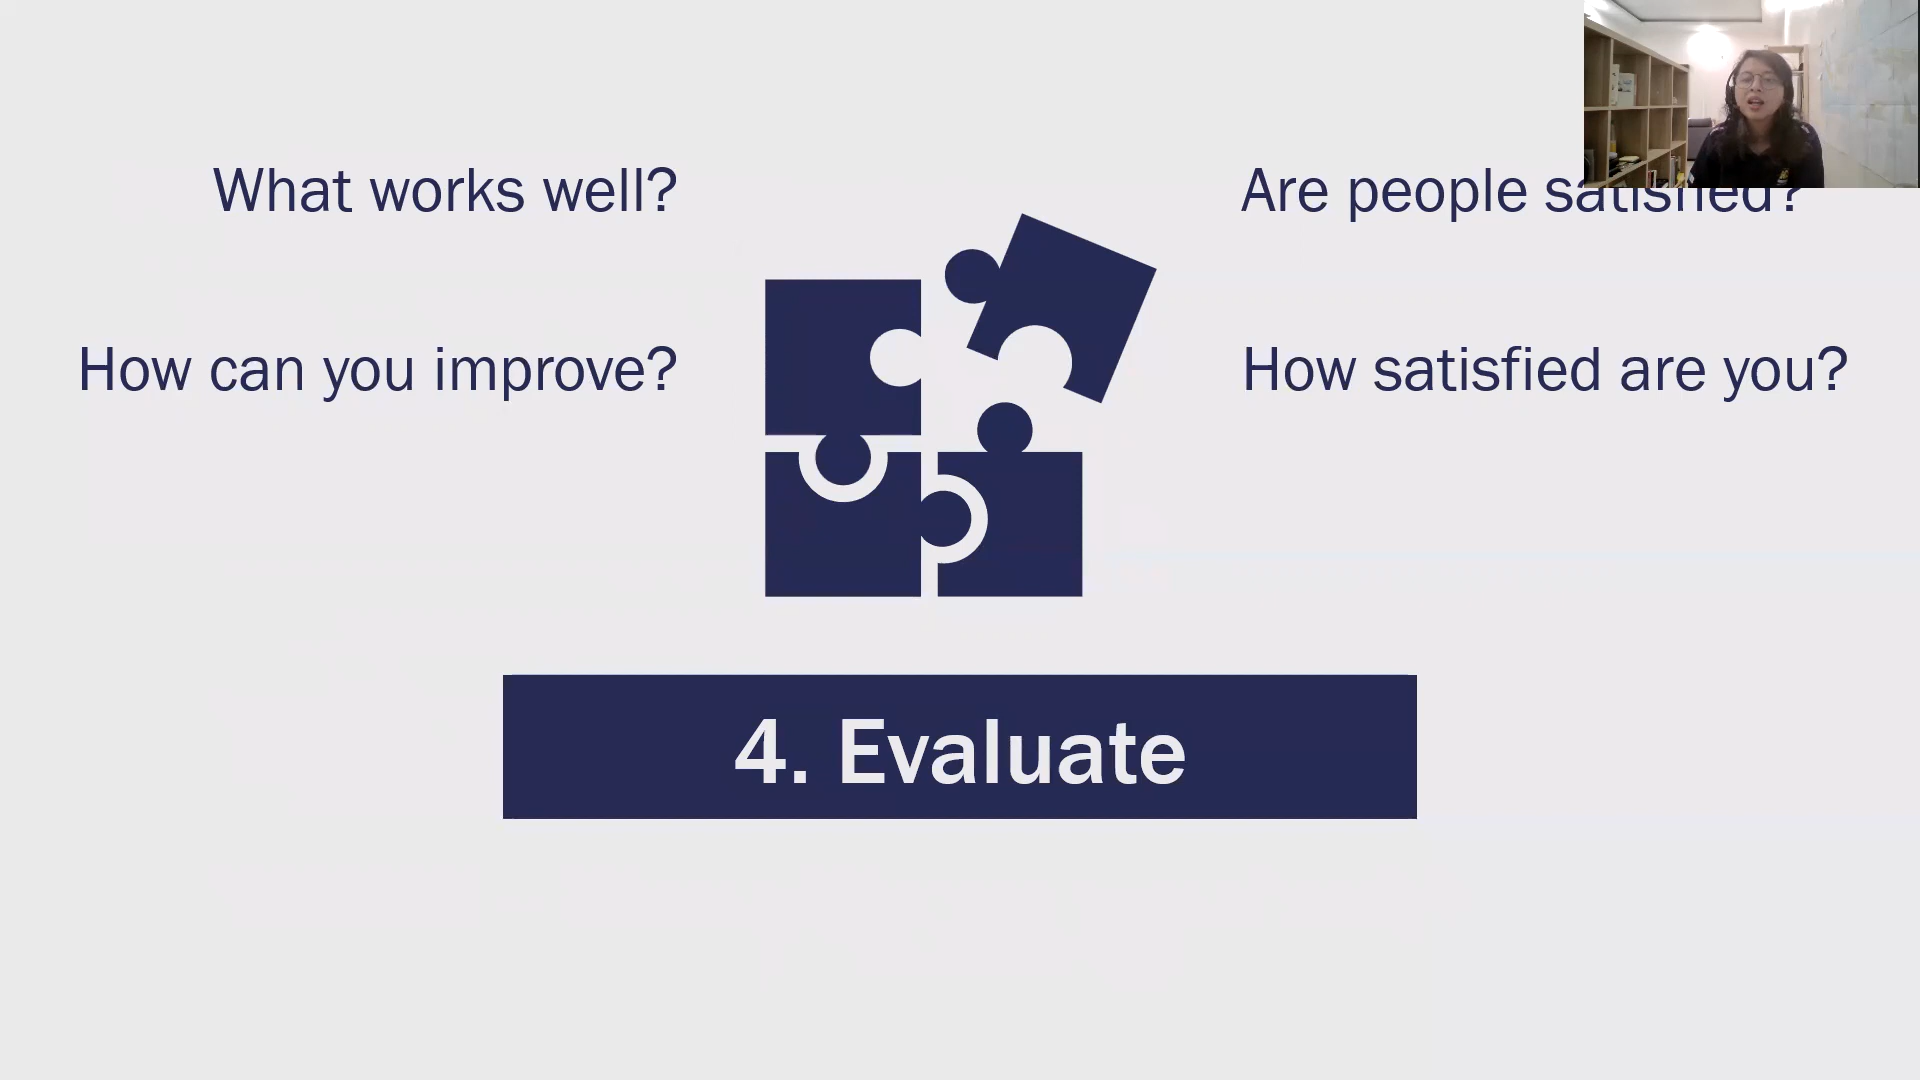 What works well?
How can you improve?
Are people satisfied?
How satisfied are you?
4. Evaluate